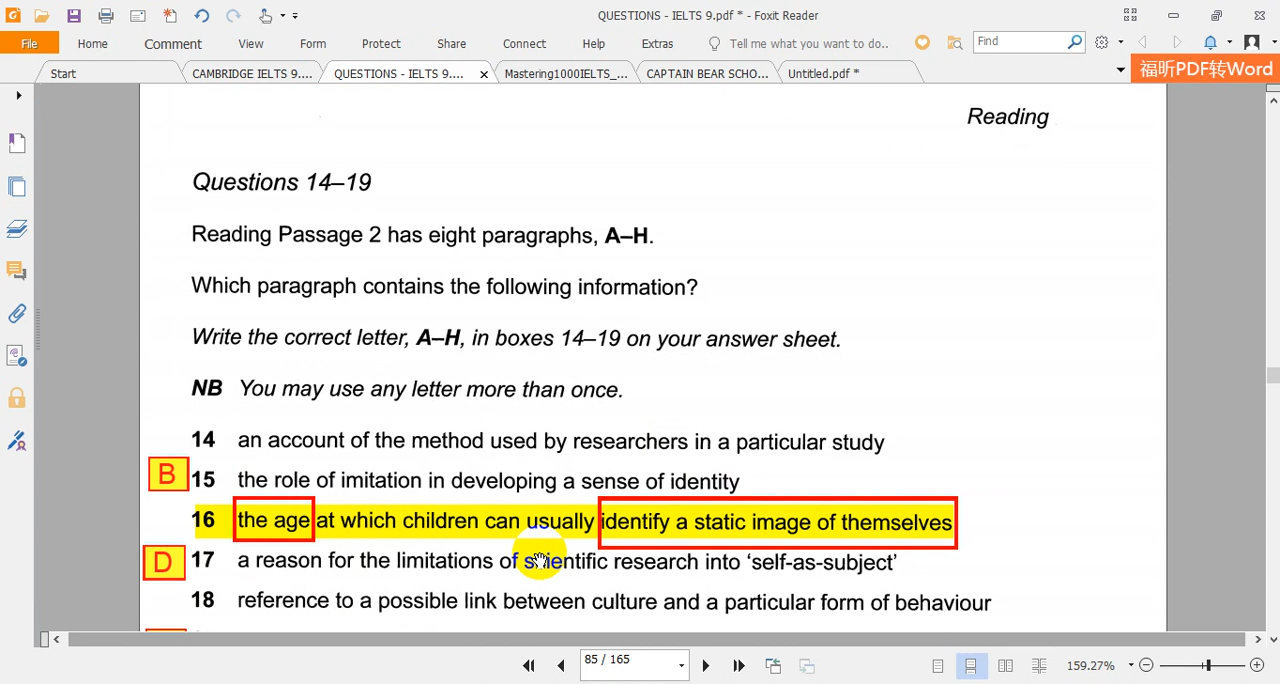 QUESTIONS - IELTS 9.pdf * - Foxit Reader
File Home Comment View Form Protect Share Connect Help Extras Tell me what you want to do.. Find
Start CAMBRIDGE IELTS 9.... QUESTIONS - IELTS 9.... Mastering1000IELTS_... CAPTAIN BEAR SCHO... Untitled.pdf * 福昕PDF转Word
Reading
Questions 14–19
Reading Passage 2 has eight paragraphs, A–H.
Which paragraph contains the following information?
Write the correct letter, A–H, in boxes 14–19 on your answer sheet.
NB You may use any letter more than once.
14 an account of the method used by researchers in a particular study
B 15 the role of imitation in developing a sense of identity
16 the age at which children can usually identify a static image of themselves
D 17 a reason for the limitations of scientific research into ‘self-as-subject’
18 reference to a possible link between culture and a particular form of behaviour
85 / 165 159.27%